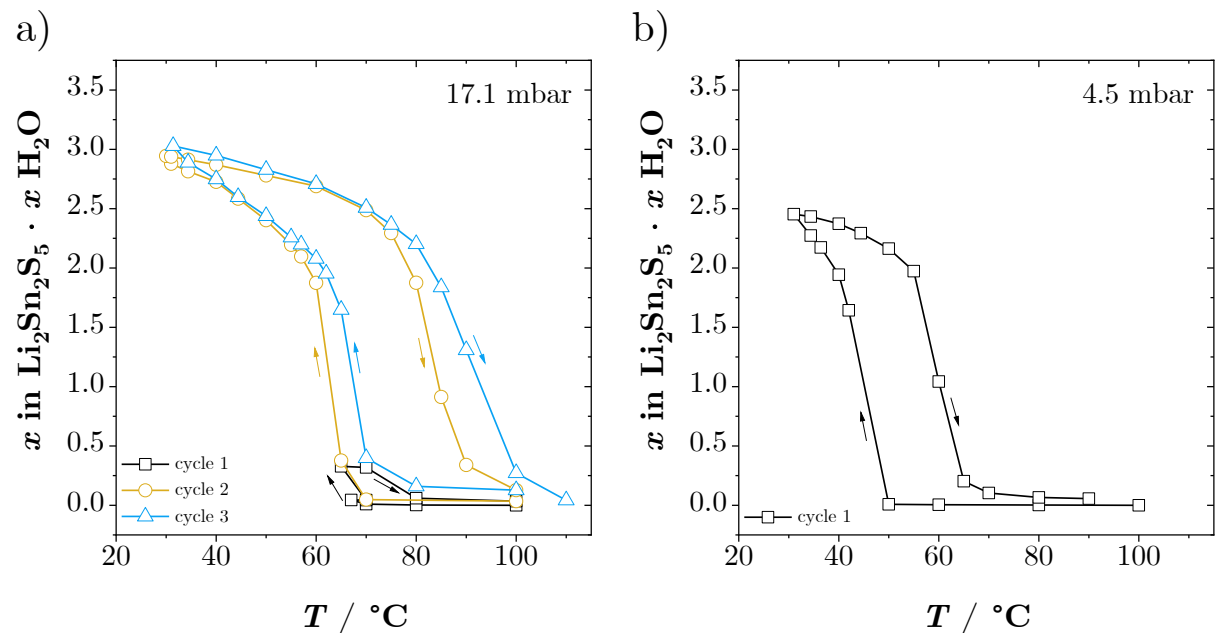 a)
17.1 mbar
x in Li₂Sn₂S₅ · x H₂O
3.5
3.0
2.5
2.0
1.5
1.0
0.5
0.0
cycle 1
cycle 2
cycle 3
20 40 60 80 100
T / °C
b)
4.5 mbar
x in Li₂Sn₂S₅ · x H₂O
3.5
3.0
2.5
2.0
1.5
1.0
0.5
0.0
cycle 1
20 40 60 80 100
T / °C